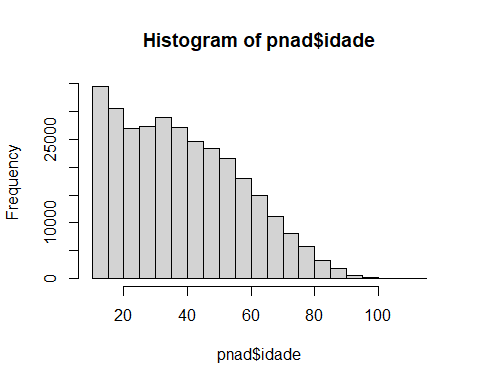 Histogram of pnad$idade
Frequency
25000
10000
0
20 40 60 80 100
pnad$idade